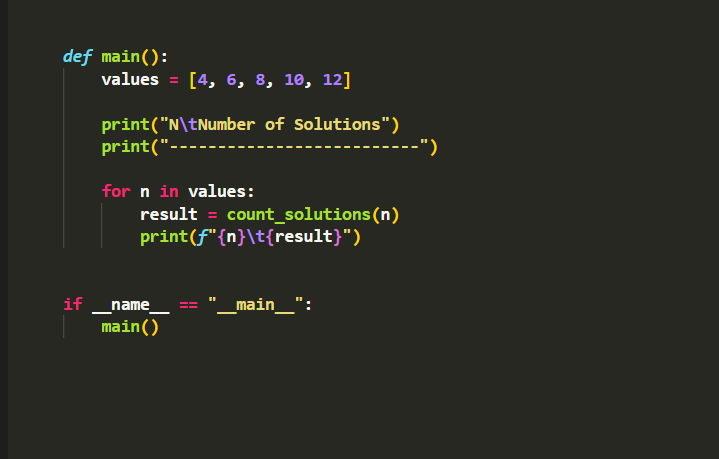 def main():
    values = [4, 6, 8, 10, 12]
    print("N\tNumber of Solutions")
    print("--------------------------")
    for n in values:
        result = count_solutions(n)
        print(f"{n}\t{result}")
if __name__ == "__main__":
    main()